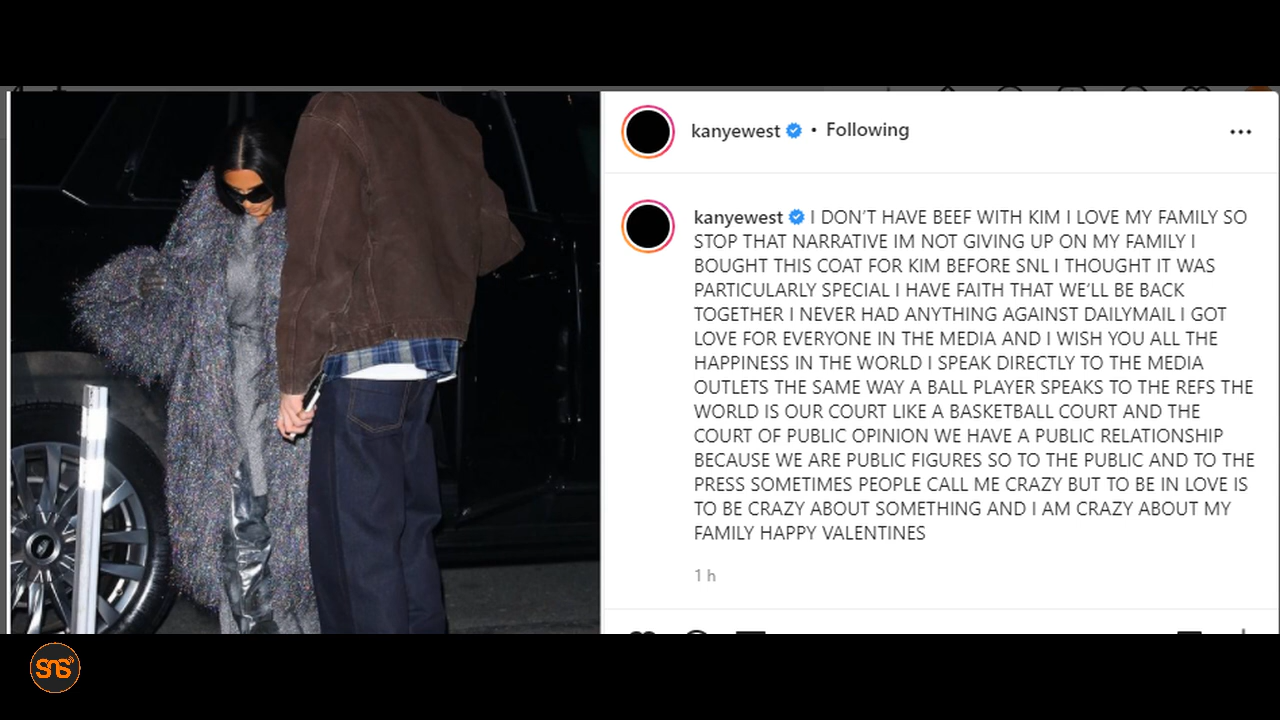 kanyewest • Following
kanyewest I DON'T HAVE BEEF WITH KIM I LOVE MY FAMILY SO
STOP THAT NARRATIVE IM NOT GIVING UP ON MY FAMILY I
BOUGHT THIS COAT FOR KIM BEFORE SNL I THOUGHT IT WAS
PARTICULARLY SPECIAL I HAVE FAITH THAT WE'LL BE BACK
TOGETHER I NEVER HAD ANYTHING AGAINST DAILYMAIL I GOT
LOVE FOR EVERYONE IN THE MEDIA AND I WISH YOU ALL THE
HAPPINESS IN THE WORLD I SPEAK DIRECTLY TO THE MEDIA
OUTLETS THE SAME WAY A BALL PLAYER SPEAKS TO THE REFS THE
WORLD IS OUR COURT LIKE A BASKETBALL COURT AND THE
COURT OF PUBLIC OPINION WE HAVE A PUBLIC RELATIONSHIP
BECAUSE WE ARE PUBLIC FIGURES SO TO THE PUBLIC AND TO THE
PRESS SOMETIMES PEOPLE CALL ME CRAZY BUT TO BE IN LOVE IS
TO BE CRAZY ABOUT SOMETHING AND I AM CRAZY ABOUT MY
FAMILY HAPPY VALENTINES
1 h
SNS